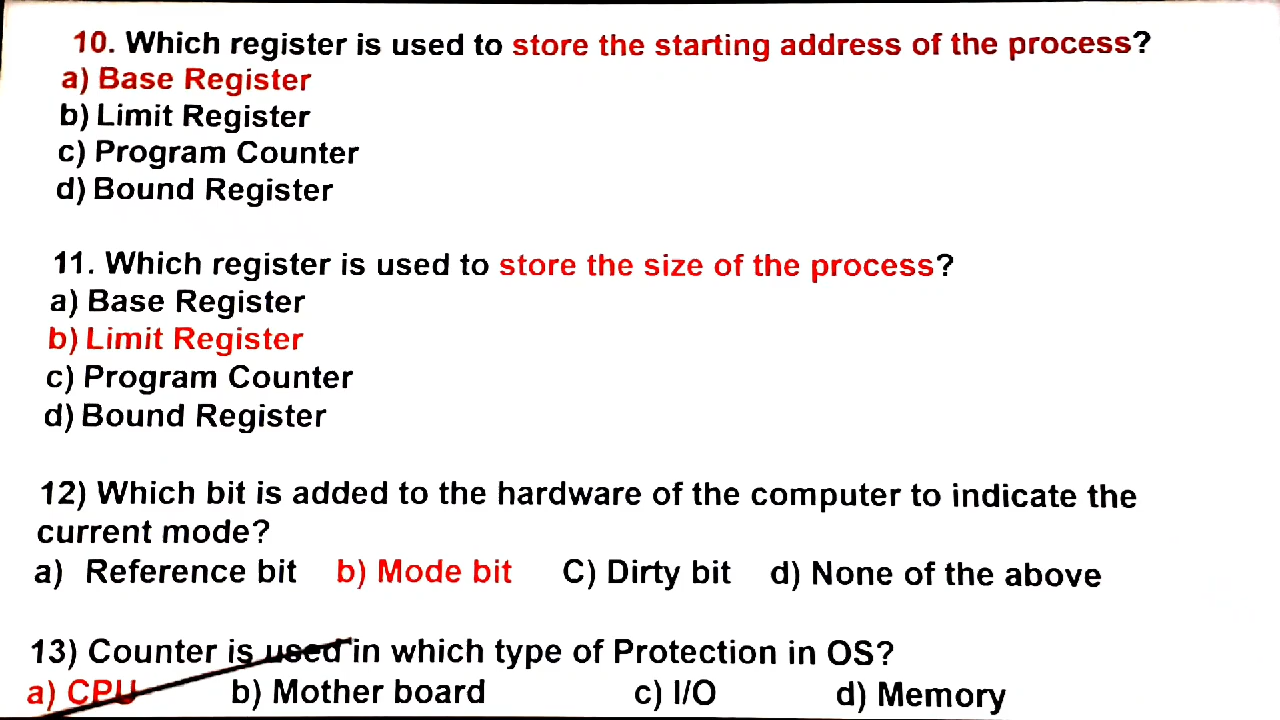 10. Which register is used to store the starting address of the process?
a) Base Register
b) Limit Register
c) Program Counter
d) Bound Register
11. Which register is used to store the size of the process?
a) Base Register
b) Limit Register
c) Program Counter
d) Bound Register
12) Which bit is added to the hardware of the computer to indicate the
current mode?
a) Reference bit b) Mode bit C) Dirty bit d) None of the above
13) Counter is used in which type of Protection in OS?
a) CPU b) Mother board c) I/O d) Memory